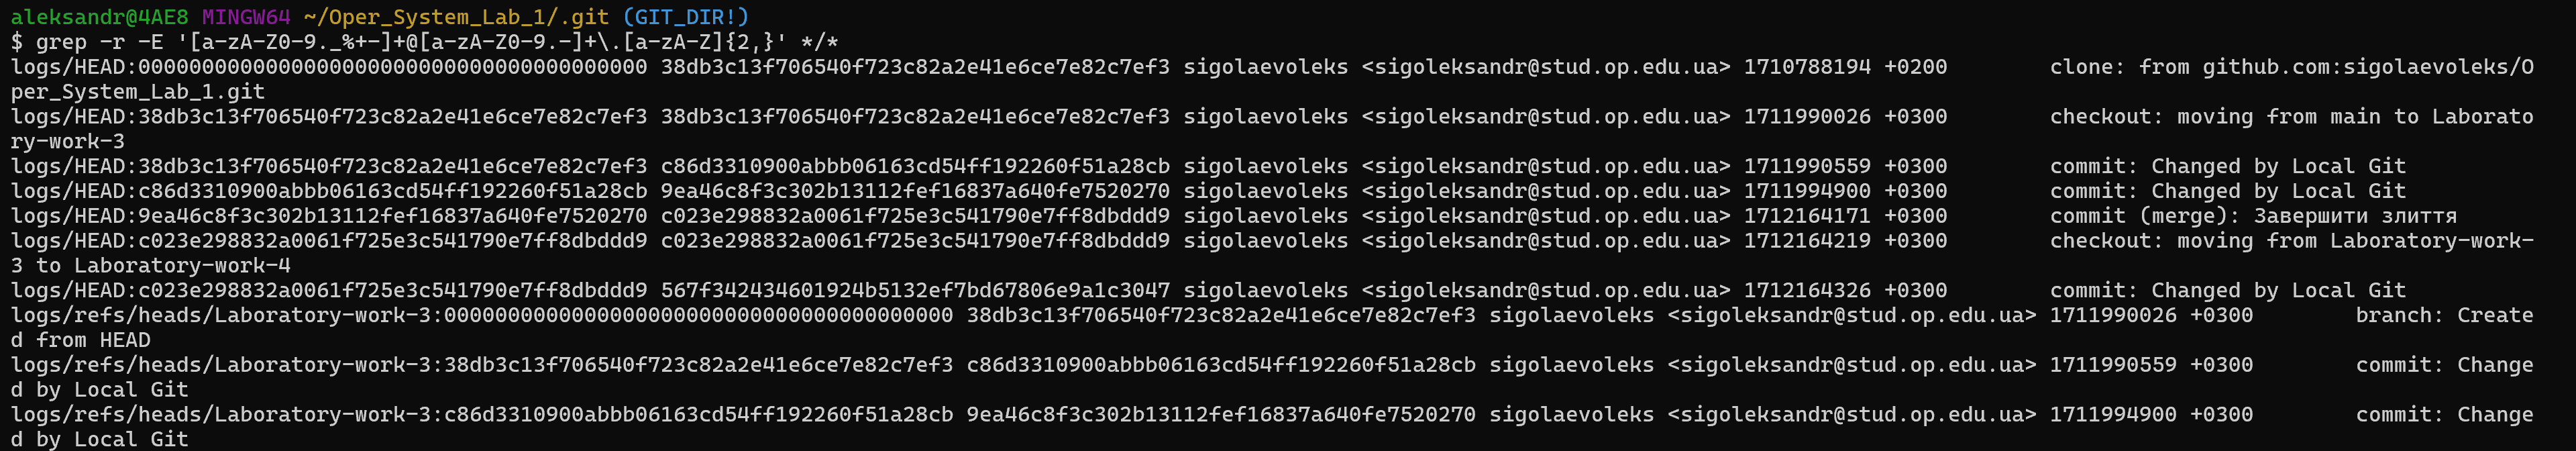 aleksandr@4AE8 MINGW64 ~/Oper_System_Lab_1/.git (GIT_DIR!)
$ grep -r -E '[a-zA-Z0-9._%+-]+@[a-zA-Z0-9.-]+\.[a-zA-Z]{2,}' */*
logs/HEAD:0000000000000000000000000000000000000000 38db3c13f706540f723c82a2e41e6ce7e82c7ef3 sigolaevoleks <sigoleksandr@stud.op.edu.ua> 1710788194 +0200        clone: from github.com:sigolaevoleks/O
per_System_Lab_1.git
logs/HEAD:38db3c13f706540f723c82a2e41e6ce7e82c7ef3 38db3c13f706540f723c82a2e41e6ce7e82c7ef3 sigolaevoleks <sigoleksandr@stud.op.edu.ua> 1711990026 +0300        checkout: moving from main to Laborato
ry-work-3
logs/HEAD:38db3c13f706540f723c82a2e41e6ce7e82c7ef3 c86d3310900abbb06163cd54ff192260f51a28cb sigolaevoleks <sigoleksandr@stud.op.edu.ua> 1711990559 +0300        commit: Changed by Local Git
logs/HEAD:c86d3310900abbb06163cd54ff192260f51a28cb 9ea46c8f3c302b13112fef16837a640fe7520270 sigolaevoleks <sigoleksandr@stud.op.edu.ua> 1711994900 +0300        commit: Changed by Local Git
logs/HEAD:9ea46c8f3c302b13112fef16837a640fe7520270 c023e298832a0061f725e3c541790e7ff8dbddd9 sigolaevoleks <sigoleksandr@stud.op.edu.ua> 1712164171 +0300        commit (merge): Завершити злиття
logs/HEAD:c023e298832a0061f725e3c541790e7ff8dbddd9 c023e298832a0061f725e3c541790e7ff8dbddd9 sigolaevoleks <sigoleksandr@stud.op.edu.ua> 1712164219 +0300        checkout: moving from Laboratory-work-
3 to Laboratory-work-4
logs/HEAD:c023e298832a0061f725e3c541790e7ff8dbddd9 567f342434601924b5132ef7bd67806e9a1c3047 sigolaevoleks <sigoleksandr@stud.op.edu.ua> 1712164326 +0300        commit: Changed by Local Git
logs/refs/heads/Laboratory-work-3:0000000000000000000000000000000000000000 38db3c13f706540f723c82a2e41e6ce7e82c7ef3 sigolaevoleks <sigoleksandr@stud.op.edu.ua> 1711990026 +0300        branch: Create
d from HEAD
logs/refs/heads/Laboratory-work-3:38db3c13f706540f723c82a2e41e6ce7e82c7ef3 c86d3310900abbb06163cd54ff192260f51a28cb sigolaevoleks <sigoleksandr@stud.op.edu.ua> 1711990559 +0300        commit: Change
d by Local Git
logs/refs/heads/Laboratory-work-3:c86d3310900abbb06163cd54ff192260f51a28cb 9ea46c8f3c302b13112fef16837a640fe7520270 sigolaevoleks <sigoleksandr@stud.op.edu.ua> 1711994900 +0300        commit: Change
d by Local Git